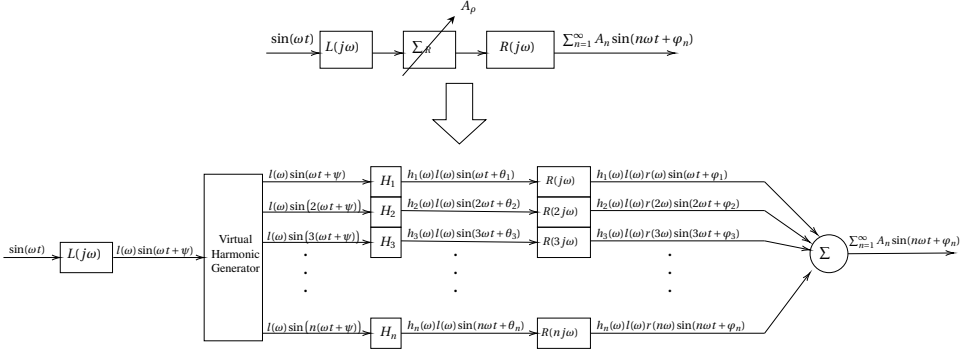 A_ρ
sin(ωt)
L(jω)
∑_R
R(jω)
∑_{n=1}^{∞} A_n sin(nωt+φ_n)
l(ω)sin(ωt+ψ)
H_1
h_1(ω)l(ω)sin(ωt+θ_1)
R(jω)
h_1(ω)l(ω)r(ω)sin(ωt+φ_1)
l(ω)sin(2(ωt+ψ))
H_2
h_2(ω)l(ω)sin(2ωt+θ_2)
R(2jω)
h_2(ω)l(ω)r(2ω)sin(2ωt+φ_2)
l(ω)sin(3(ωt+ψ))
H_3
h_3(ω)l(ω)sin(3ωt+θ_3)
R(3jω)
h_3(ω)l(ω)r(3ω)sin(3ωt+φ_3)
sin(ωt)
L(jω)
l(ω)sin(ωt+ψ)
Virtual
Harmonic
Generator
∑
∑_{n=1}^{∞} A_n sin(nωt+φ_n)
l(ω)sin(n(ωt+ψ))
H_n
h_n(ω)l(ω)sin(nωt+θ_n)
R(njω)
h_n(ω)l(ω)r(nω)sin(nωt+φ_n)